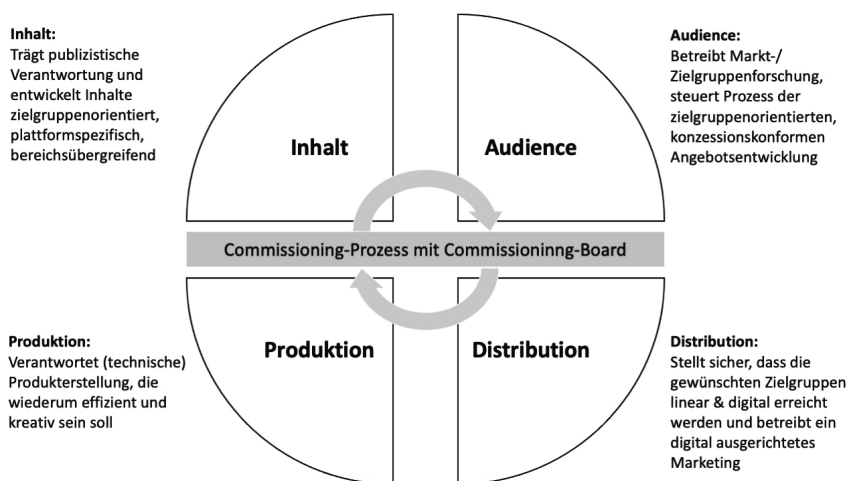 Inhalt:
Trägt publizistische
Verantwortung und
entwickelt Inhalte
zielgruppenorientiert,
plattformspezifisch,
bereichsübergreifend
Audience:
Betreibt Markt-/
Zielgruppenforschung,
steuert Prozess der
zielgruppenorientierten,
konzessionskonformen
Angebotsentwicklung
Inhalt
Audience
Commissioning-Prozess mit Commissioninng-Board
Produktion
Distribution
Produktion:
Verantwortet (technische)
Produkterstellung, die
wiederum effizient und
kreativ sein soll
Distribution:
Stellt sicher, dass die
gewünschten Zielgruppen
linear & digital erreicht
werden und betreibt ein
digital ausgerichtetes
Marketing